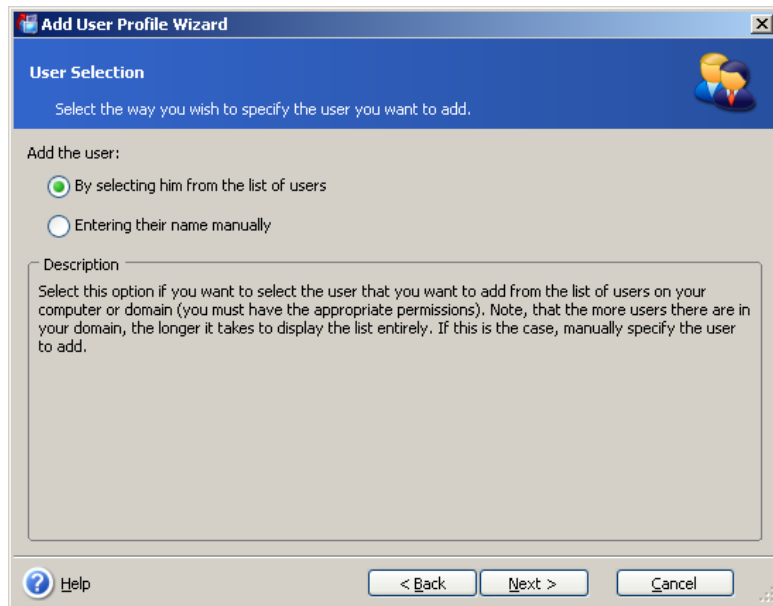 Add User Profile Wizard
User Selection
Select the way you wish to specify the user you want to add.
Add the user:
By selecting him from the list of users
Entering their name manually
Description
Select this option if you want to select the user that you want to add from the list of users on your
computer or domain (you must have the appropriate permissions). Note, that the more users there are in
your domain, the longer it takes to display the list entirely. If this is the case, manually specify the user
to add.
Help
< Back
Next >
Cancel